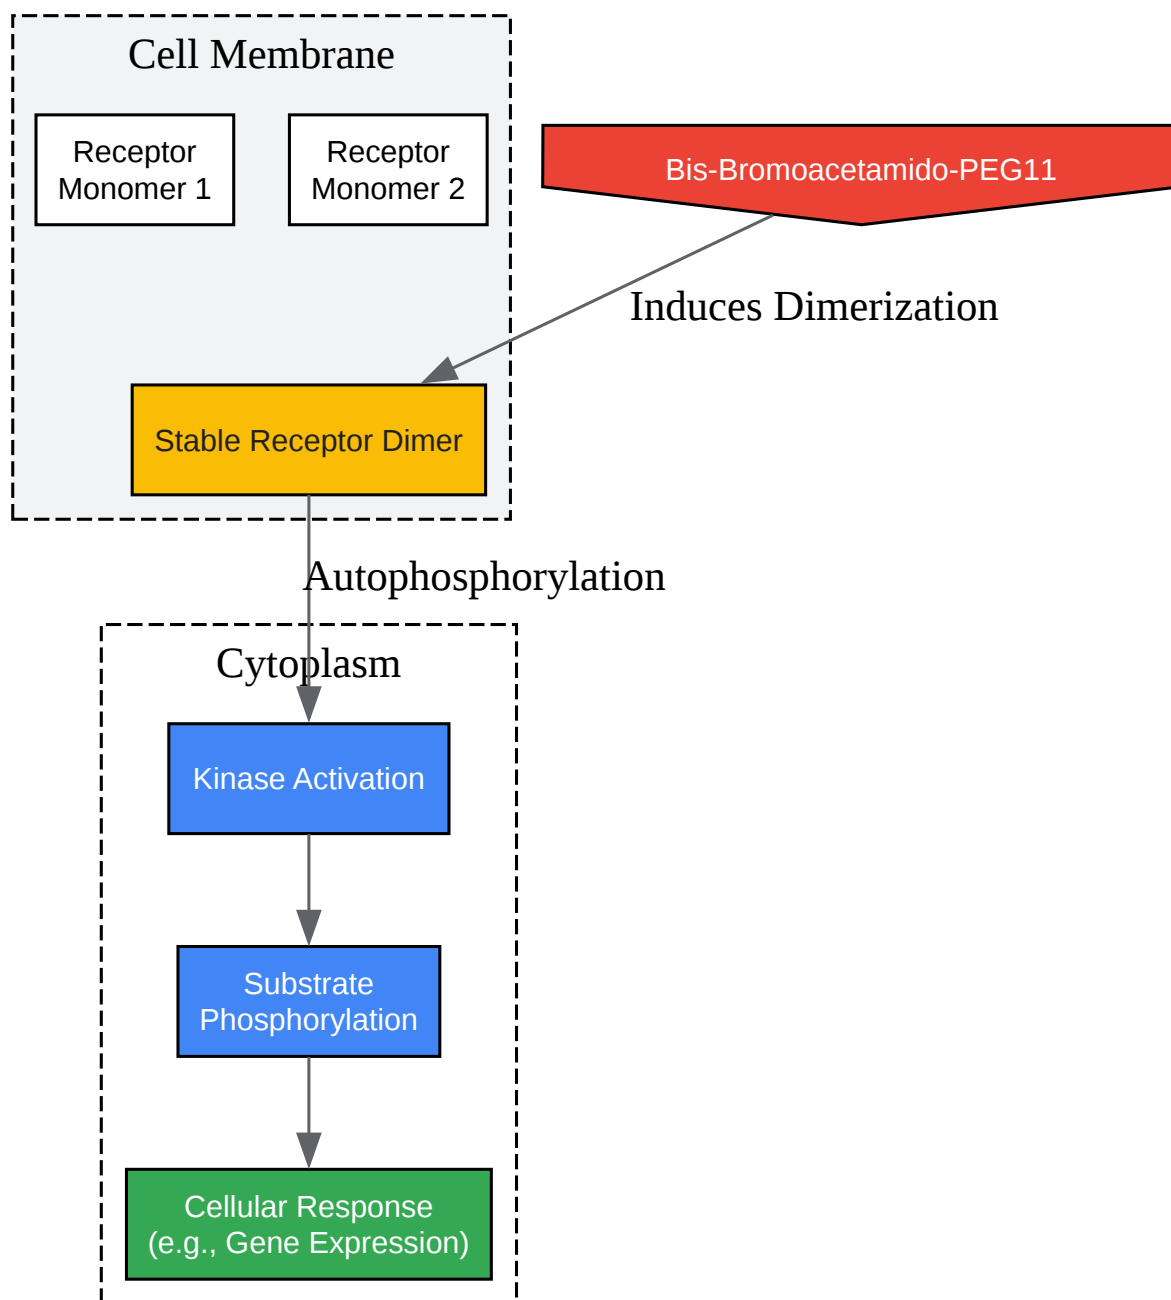 Cell Membrane
Receptor
Monomer 1
Receptor
Monomer 2
Bis-Bromoacetamido-PEG11
Induces Dimerization
Stable Receptor Dimer
Autophosphorylation
Cytoplasm
Kinase Activation
Substrate
Phosphorylation
Cellular Response
(e.g., Gene Expression)